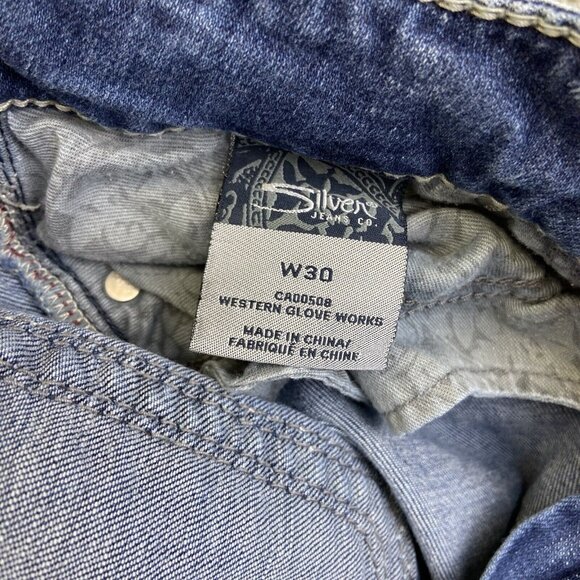 Silver
JEANS CO.
W30
CA00508
WESTERN GLOVE WORKS
MADE IN CHINA/
FABRIQUÉ EN CHINE